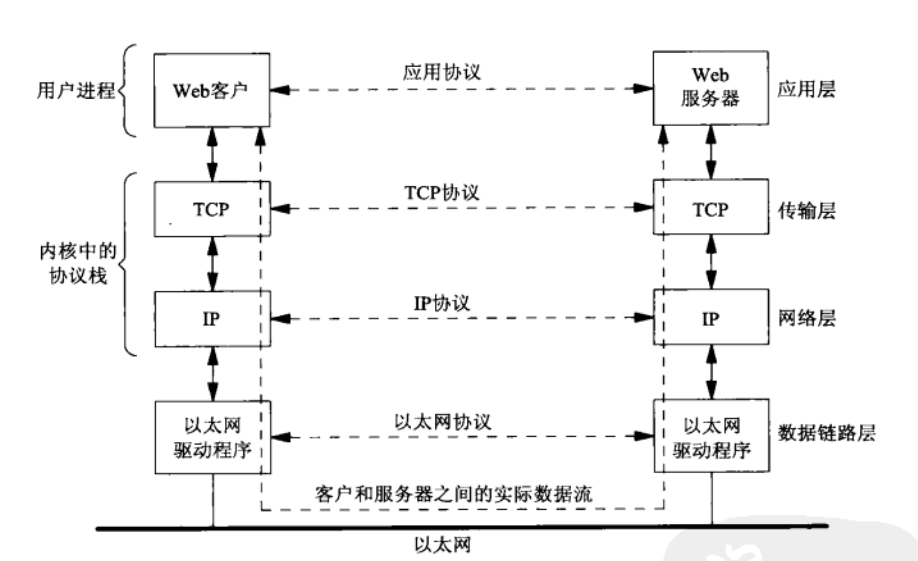 用户进程
Web客户
应用协议
Web
服务器
应用层
TCP
TCP协议
TCP
传输层
内核中的
协议栈
IP
IP协议
IP
网络层
以太网
驱动程序
以太网协议
以太网
驱动程序
数据链路层
客户和服务器之间的实际数据流
以太网